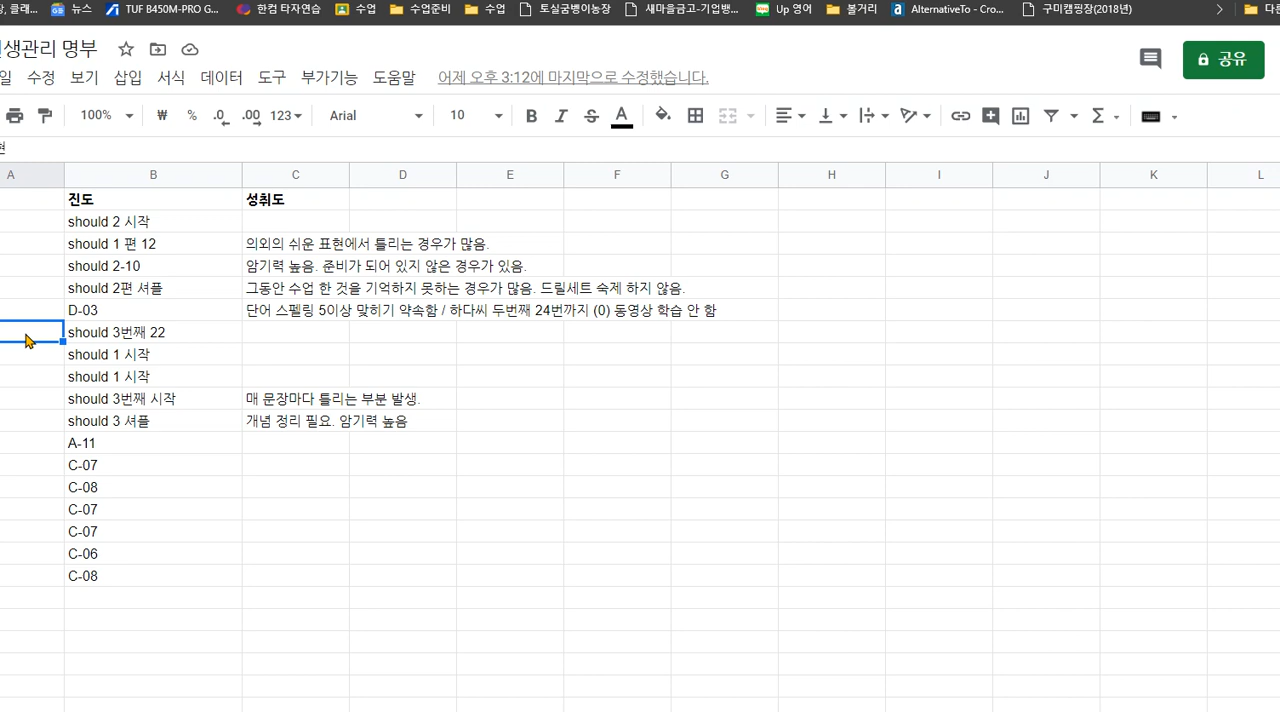 클래... 뉴스 TUF B450M-PRO G... 한컴 타자연습 수업 수업준비 수업 토실굼벵이농장 새마을금고-기업뱅... Up 영어 볼거리 AlternativeTo - Cro... 구미캠핑장(2018년) 다른
생관리 명부
공유
일 수정 보기 삽입 서식 데이터 도구 부가기능 도움말 어제 오후 3:12에 마지막으로 수정했습니다.
100% ₩ % .0 .00 123 Arial 10 B I S A Σ
현
A B C D E F G H I J K L
진도 성취도
should 2 시작
should 1 편 12 의외의 쉬운 표현에서 틀리는 경우가 많음.
should 2-10 암기력 높음. 준비가 되어 있지 않은 경우가 있음.
should 2편 셔플 그동안 수업 한 것을 기억하지 못하는 경우가 많음. 드릴세트 숙제 하지 않음.
D-03 단어 스펠링 5이상 맞히기 약속함 / 하다씨 두번째 24번까지 (0) 동영상 학습 안 함
should 3번째 22
should 1 시작
should 1 시작
should 3번째 시작 매 문장마다 틀리는 부분 발생.
should 3 셔플 개념 정리 필요. 암기력 높음
A-11
C-07
C-08
C-07
C-07
C-06
C-08